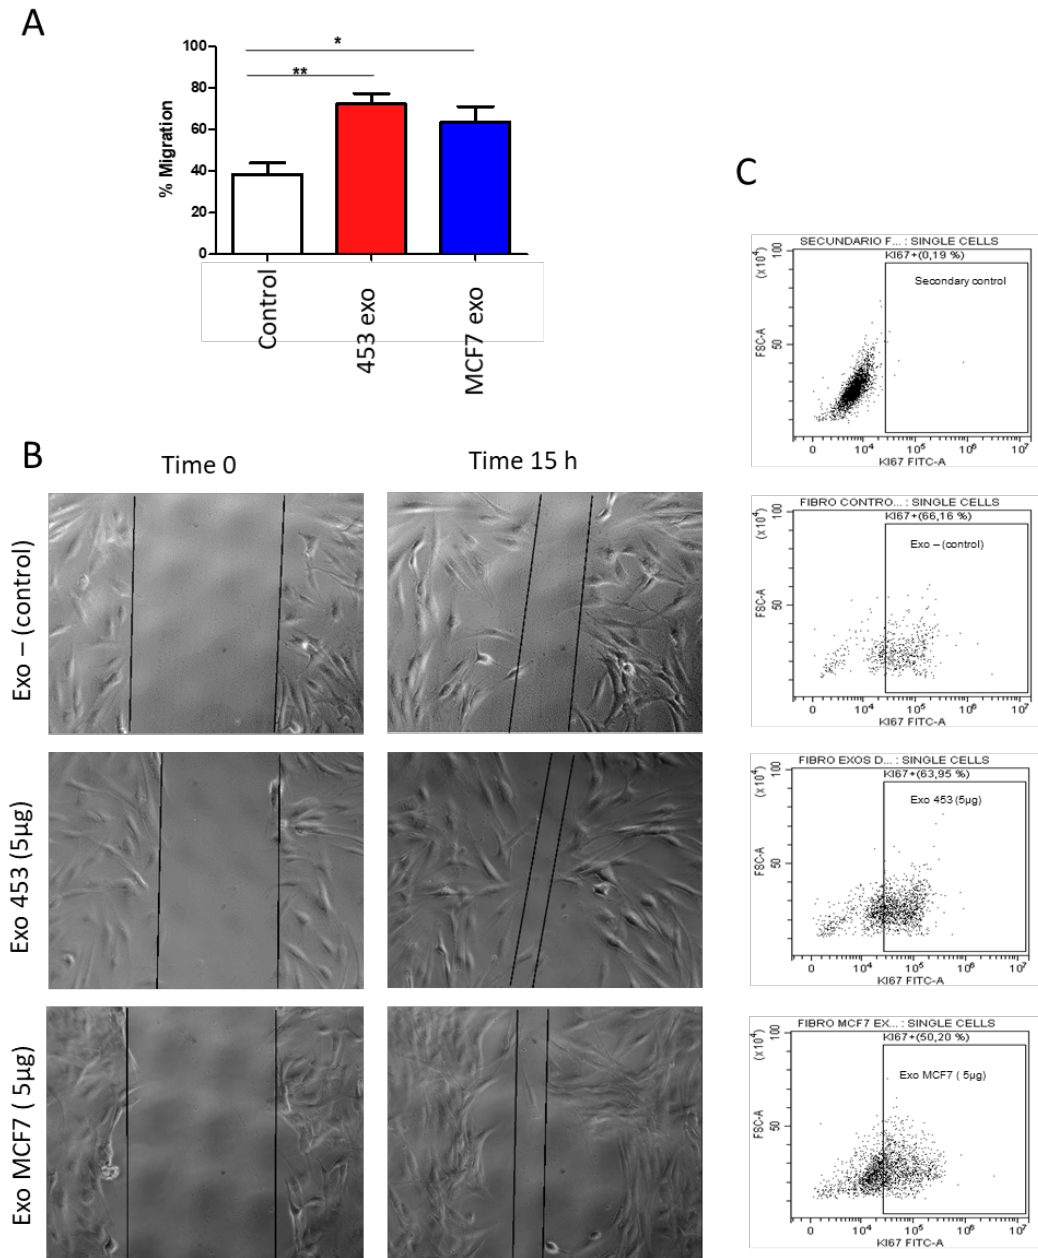 A
100
80
60
40
20
0
% Migration
*
**
Control
453 exo
MCF7 exo
B
Time 0
Time 15 h
Exo – (control)
Exo 453 (5µg)
Exo MCF7 ( 5µg)
C
SECUNDARIO F... : SINGLE CELLS
KI67+(0,19 %)
Secondary control
(x10⁴)
100
50
FSC-A
0 10⁴ 10⁵ 10⁶ 10⁷
KI67 FITC-A
FIBRO CONTRO... : SINGLE CELLS
KI67+(66,16 %)
Exo – (control)
(x10⁴)
100
50
FSC-A
0 10⁴ 10⁵ 10⁶ 10⁷
KI67 FITC-A
FIBRO EXOS D... : SINGLE CELLS
KI67+(63,95 %)
Exo 453 (5µg)
(x10⁴)
100
50
FSC-A
0 10⁴ 10⁵ 10⁶ 10⁷
KI67 FITC-A
FIBRO MCF7 EX... : SINGLE CELLS
KI67+(50,20 %)
Exo MCF7 ( 5µg)
(x10⁴)
100
50
FSC-A
0 10⁴ 10⁵ 10⁶ 10⁷
KI67 FITC-A